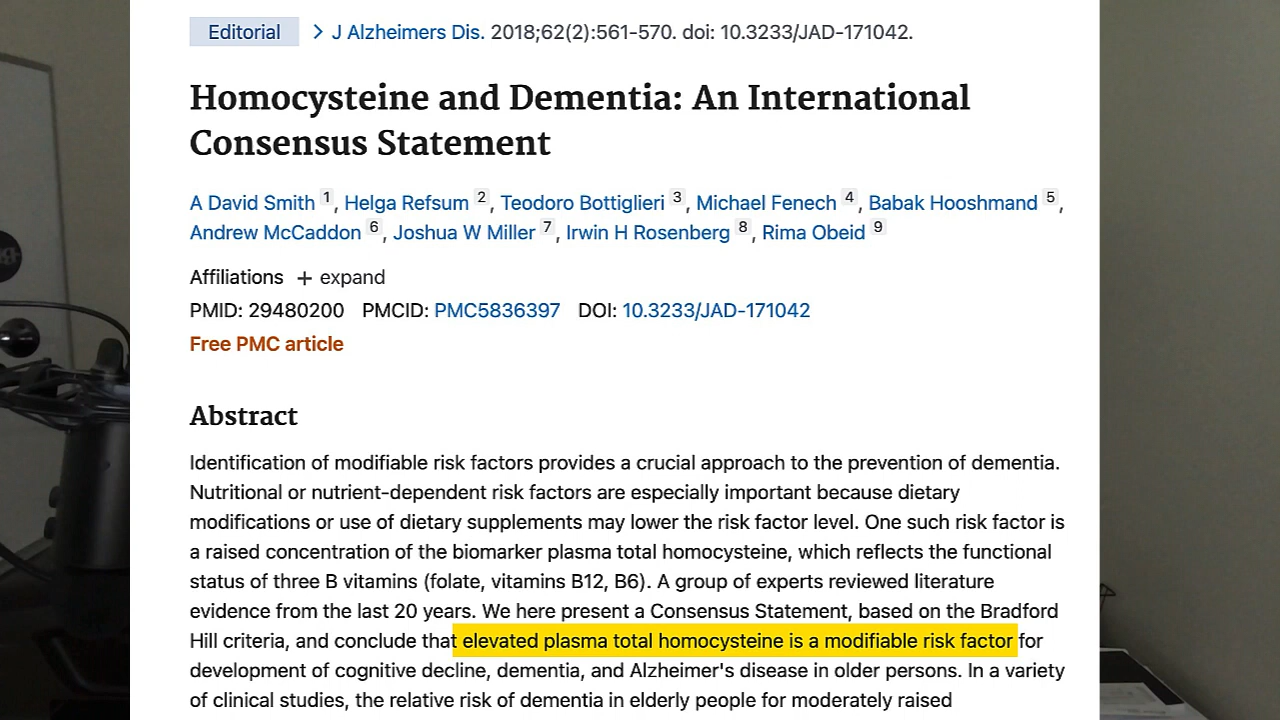 Editorial > J Alzheimers Dis. 2018;62(2):561-570. doi: 10.3233/JAD-171042.
Homocysteine and Dementia: An International
Consensus Statement
A David Smith 1, Helga Refsum 2, Teodoro Bottiglieri 3, Michael Fenech 4, Babak Hooshmand 5,
Andrew McCaddon 6, Joshua W Miller 7, Irwin H Rosenberg 8, Rima Obeid 9
Affiliations + expand
PMID: 29480200 PMCID: PMC5836397 DOI: 10.3233/JAD-171042
Free PMC article
Abstract
Identification of modifiable risk factors provides a crucial approach to the prevention of dementia.
Nutritional or nutrient-dependent risk factors are especially important because dietary
modifications or use of dietary supplements may lower the risk factor level. One such risk factor is
a raised concentration of the biomarker plasma total homocysteine, which reflects the functional
status of three B vitamins (folate, vitamins B12, B6). A group of experts reviewed literature
evidence from the last 20 years. We here present a Consensus Statement, based on the Bradford
Hill criteria, and conclude that elevated plasma total homocysteine is a modifiable risk factor for
development of cognitive decline, dementia, and Alzheimer's disease in older persons. In a variety
of clinical studies, the relative risk of dementia in elderly people for moderately raised